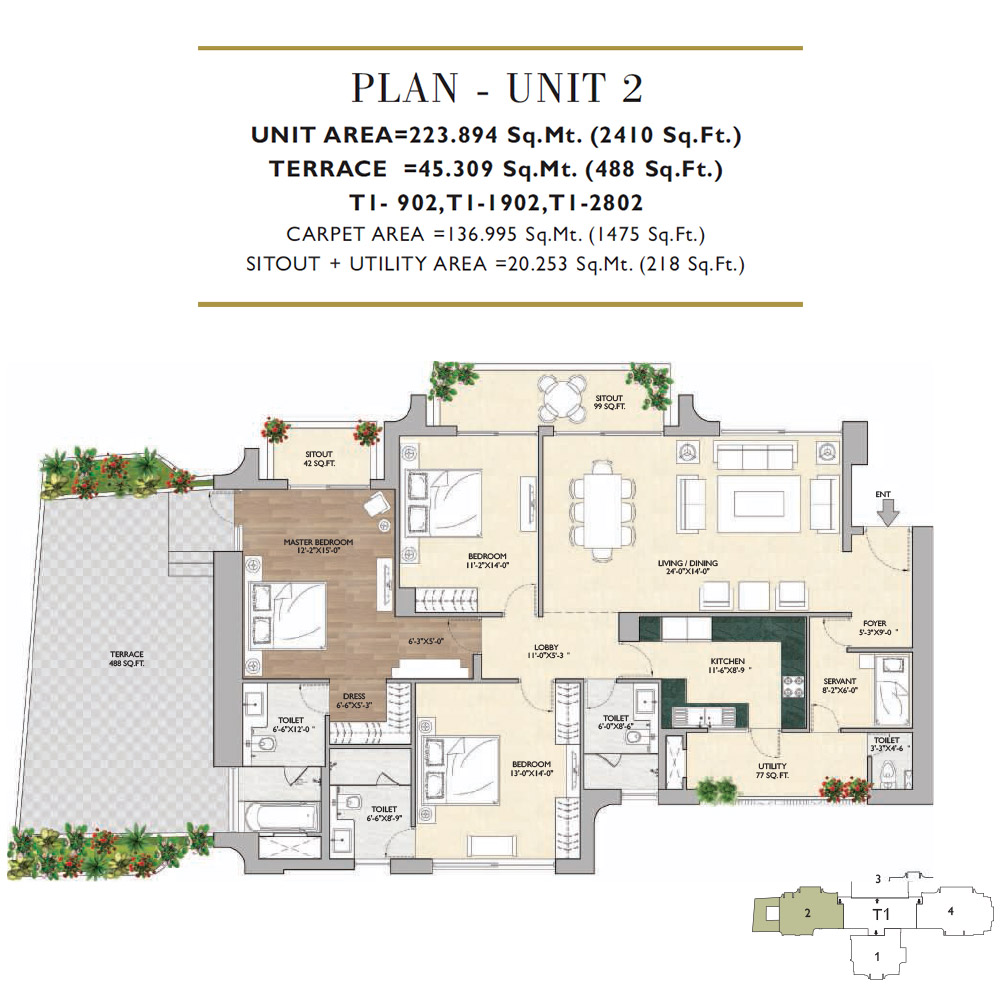 PLAN - UNIT 2
UNIT AREA=223.894 Sq.Mt. (2410 Sq.Ft.)
TERRACE =45.309 Sq.Mt. (488 Sq.Ft.)
T1- 902,T1-1902,T1-2802
CARPET AREA =136.995 Sq.Mt. (1475 Sq.Ft.)
SITOUT + UTILITY AREA =20.253 Sq.Mt. (218 Sq.Ft.)
SITOUT
99 SQ.FT.
SITOUT
42 SQ.FT.
ENT
MASTER BEDROOM
12'-2"X15'-0"
BEDROOM
11'-2"X14'-0"
LIVING / DINING
24'-0"X14'-0"
FOYER
5'-3"X9'-0 "
6'-3"X5'-0"
LOBBY
11'-0"X5'-3 "
KITCHEN
11'-6"X8'-9 "
TERRACE
488 SQ.FT.
SERVANT
8'-2"X6'-0"
DRESS
6'-6"X5'-3"
TOILET
6'-6"X12'-0 "
TOILET
6'-0"X8'-6"
TOILET
3'-3"X4'-6 "
BEDROOM
13'-0"X14'-0"
UTILITY
77 SQ. FT.
TOILET
6'-6"X8'-9"
3
2
T1
4
1